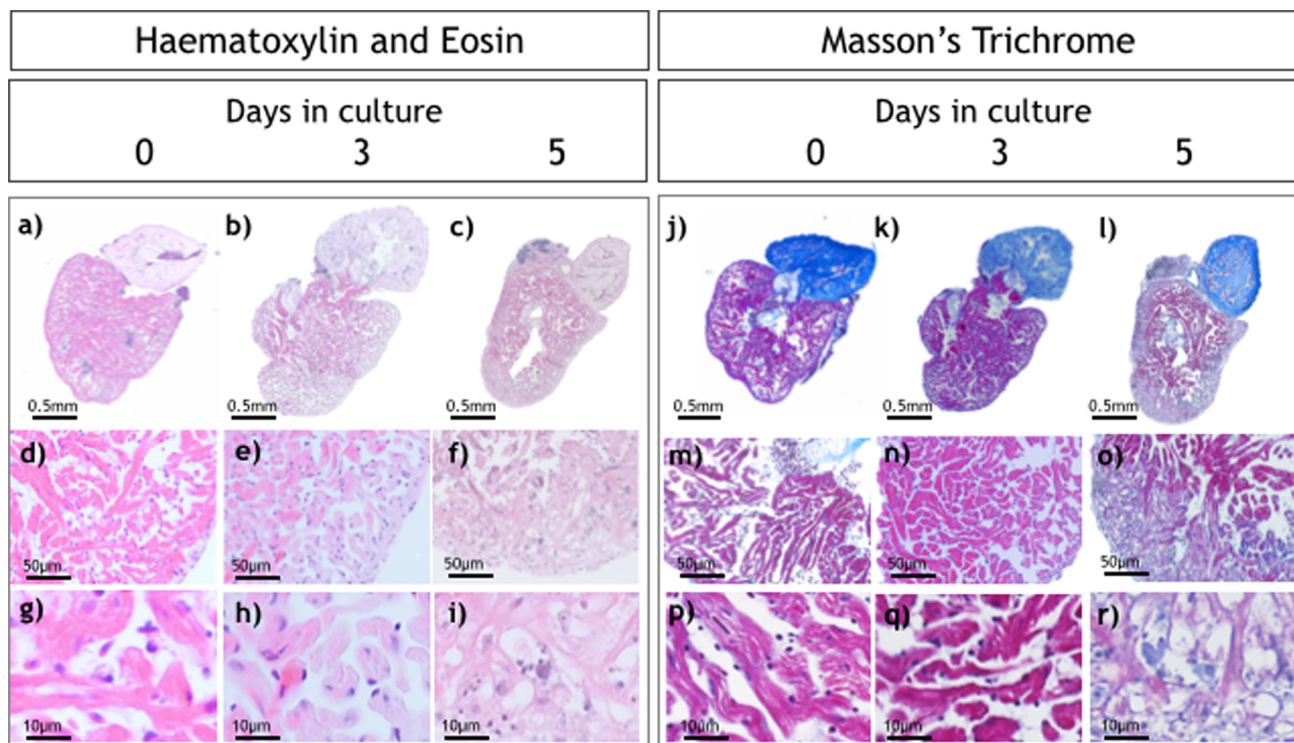 Haematoxylin and Eosin
Masson's Trichrome
Days in culture
0 3 5
Days in culture
0 3 5
a) b) c)
0.5mm 0.5mm 0.5mm
d) e) f)
50µm 50µm 50µm
g) h) i)
10µm 10µm 10µm
j) k) l)
0.5mm 0.5mm 0.5mm
m) n) o)
50µm 50µm 50µm
p) q) r)
10µm 10µm 10µm